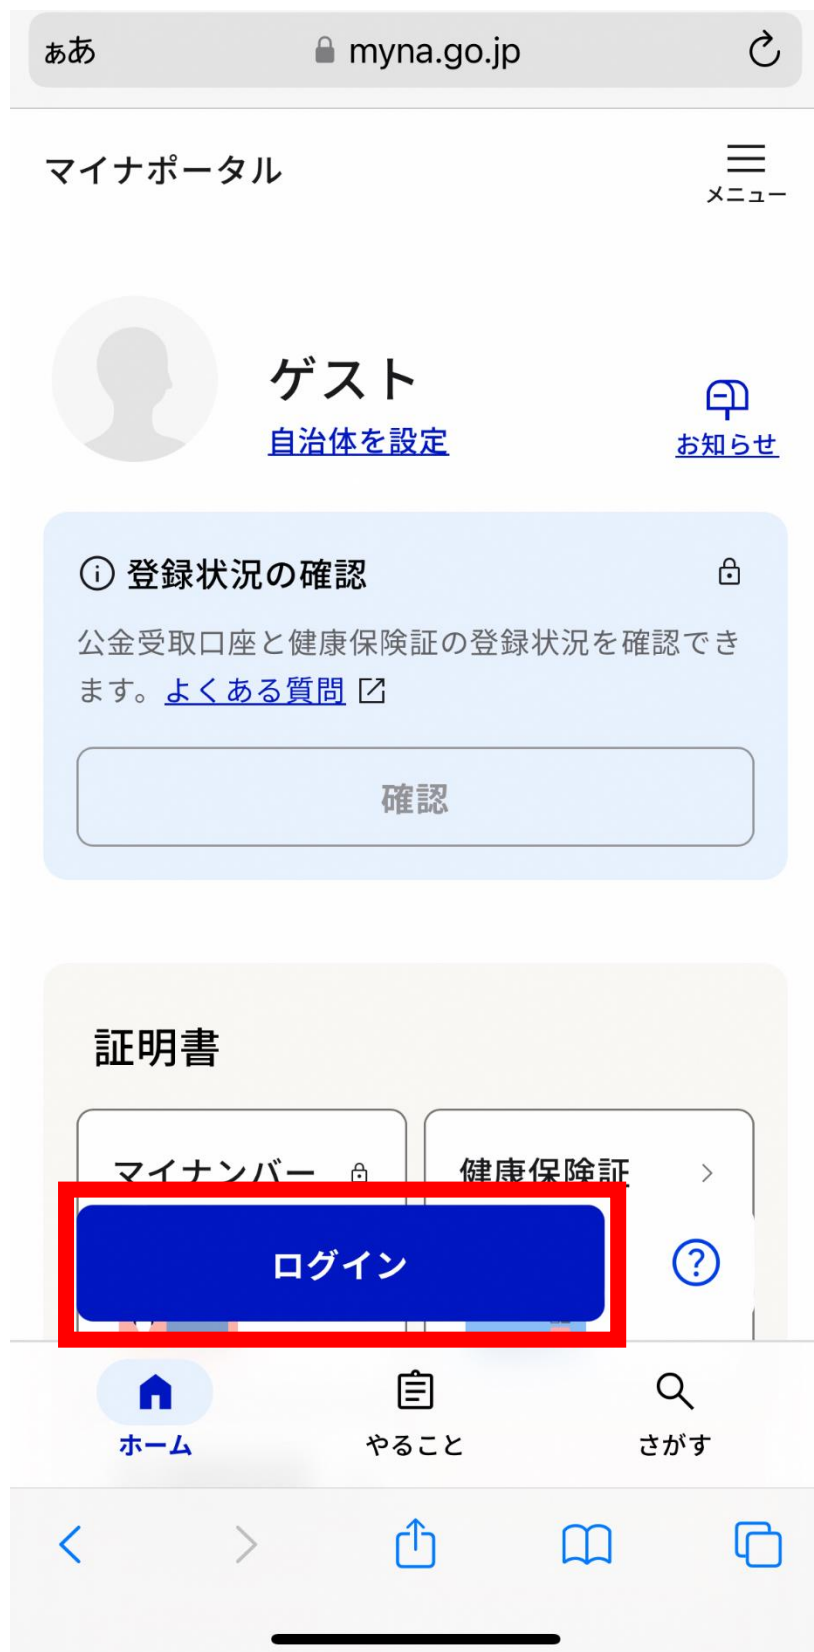 ぁあ myna.go.jp
マイナポータル
メニュー
ゲスト
自治体を設定
お知らせ
登録状況の確認
公金受取口座と健康保険証の登録状況を確認でき
ます。よくある質問
確認
証明書
マイナンバー 健康保険証
ログイン
ホーム やること さがす